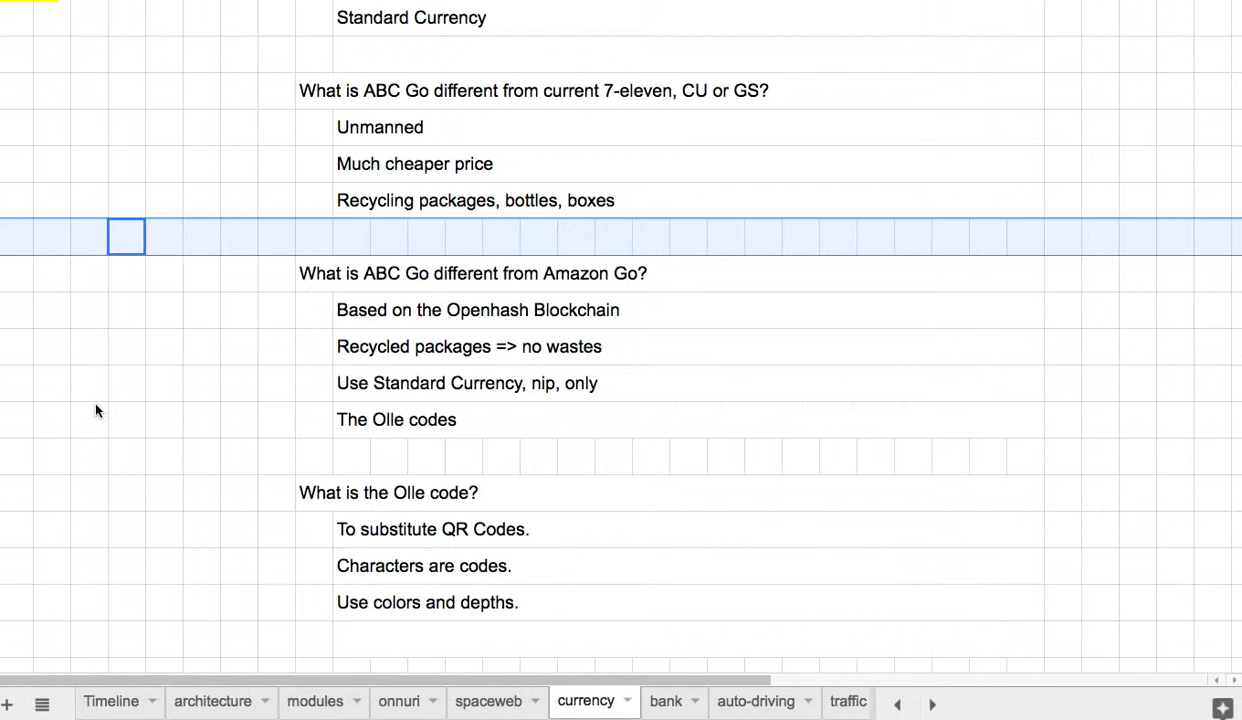 Standard Currency
What is ABC Go different from current 7-eleven, CU or GS?
Unmanned
Much cheaper price
Recycling packages, bottles, boxes
What is ABC Go different from Amazon Go?
Based on the Openhash Blockchain
Recycled packages => no wastes
Use Standard Currency, nip, only
The Olle codes
What is the Olle code?
To substitute QR Codes.
Characters are codes.
Use colors and depths.
Timeline architecture modules onnuri spaceweb currency bank auto-driving traffic